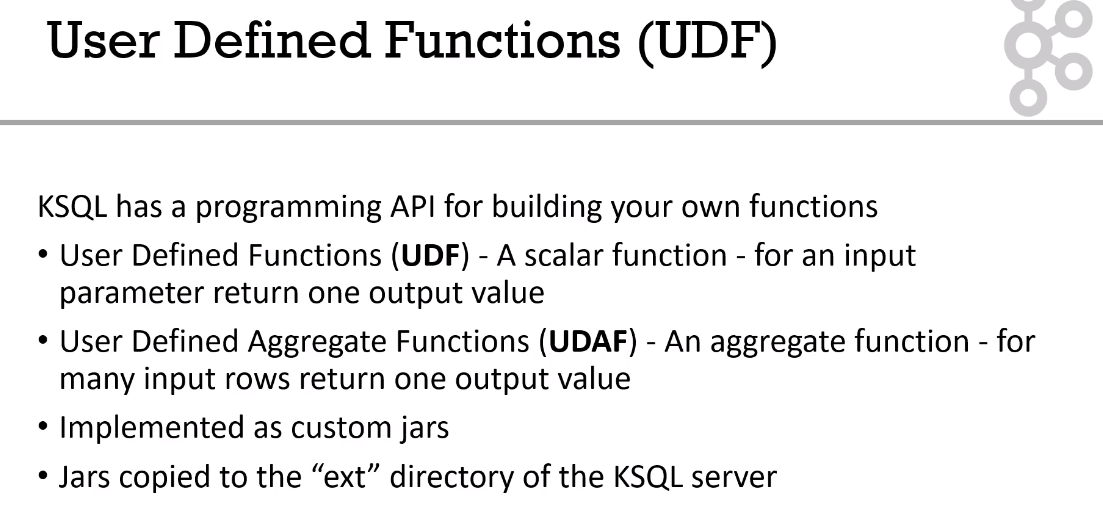 User Defined Functions (UDF)
KSQL has a programming API for building your own functions
• User Defined Functions (UDF) - A scalar function - for an input
parameter return one output value
• User Defined Aggregate Functions (UDAF) - An aggregate function - for
many input rows return one output value
• Implemented as custom jars
• Jars copied to the “ext” directory of the KSQL server